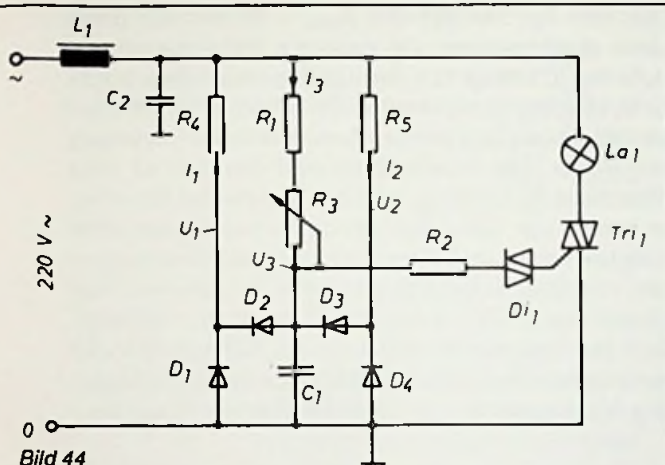 L1
~
C2
R4
I3
R1
R5
La1
I1
I2
R3
U2
U1
Tri1
U3
R2
Di1
220 V ~
D2
D3
D1
C1
D4
0
Bild 44